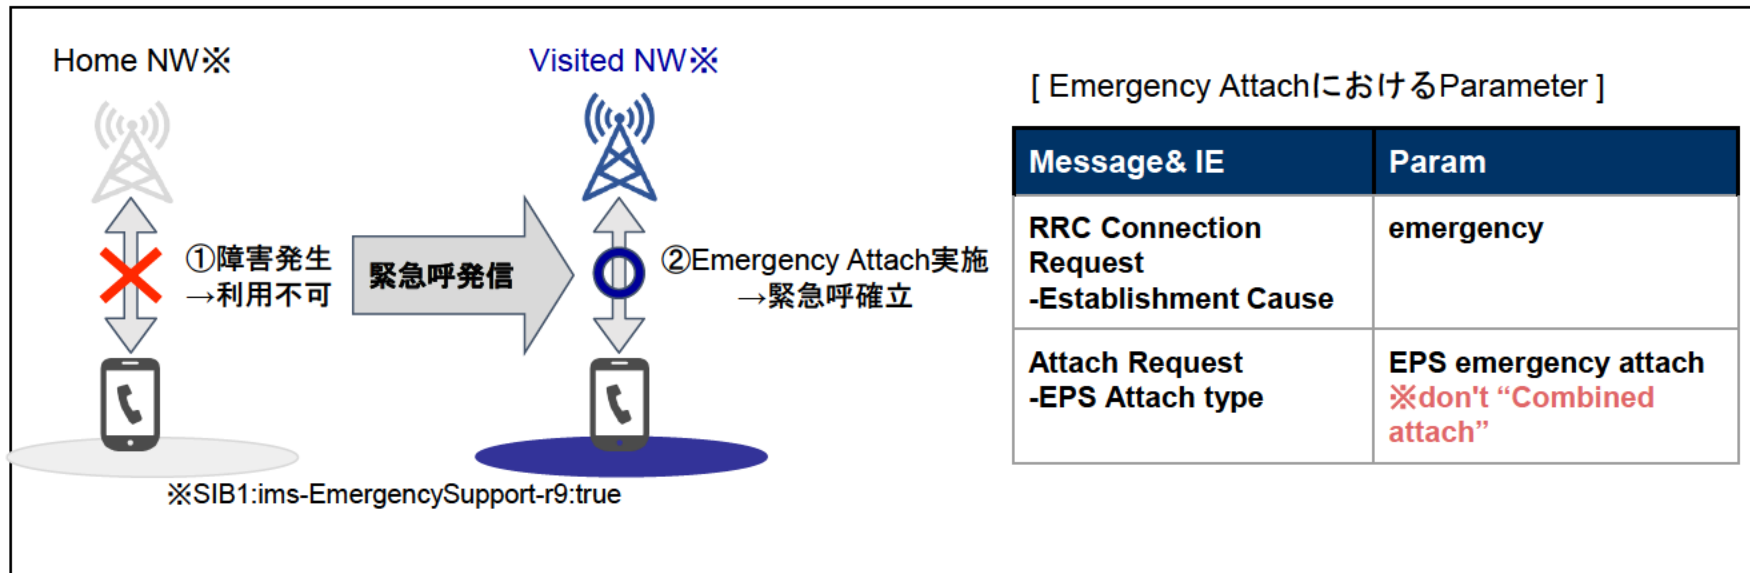 Home NW※
Visited NW※
①障害発生
→利用不可
緊急呼発信
②Emergency Attach実施
→緊急呼確立
※SIB1:ims-EmergencySupport-r9:true
[ Emergency AttachにおけるParameter ]
Message& IE
Param
RRC Connection
Request
-Establishment Cause
emergency
Attach Request
-EPS Attach type
EPS emergency attach
※don't “Combined
attach”